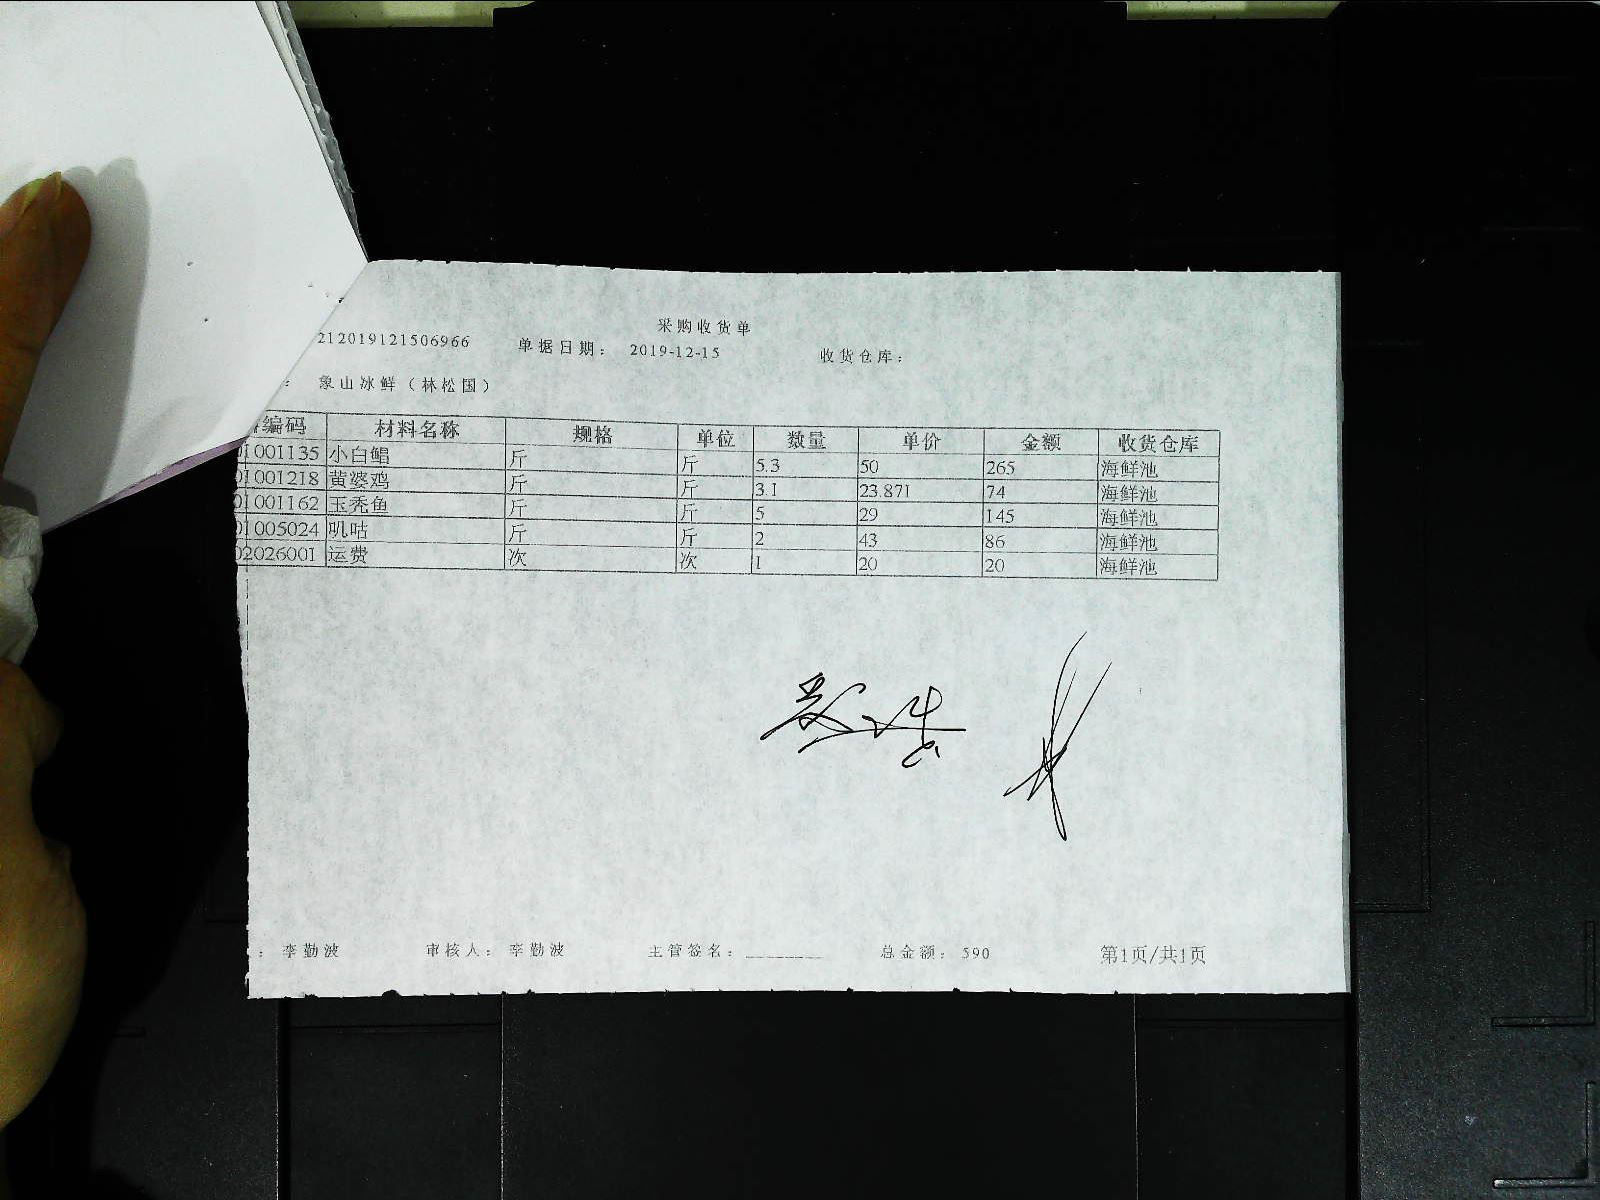 采购收货单
212019121506966 单据日期： 2019-12-15 收货仓库：
： 象山冰鲜（林松国）
编码 材料名称 规格 单位 数量 单价 金额 收货仓库
01001135 小白鲳 斤 斤 5.3 50 265 海鲜池
01001218 黄婆鸡 斤 斤 3.1 23.871 74 海鲜池
01001162 玉秃鱼 斤 斤 5 29 145 海鲜池
01005024 叽咕 斤 斤 2 43 86 海鲜池
02026001 运费 次 次 1 20 20 海鲜池
： 李勤波 审核人： 李勤波 主管签名：________ 总金额： 590 第1页/共1页